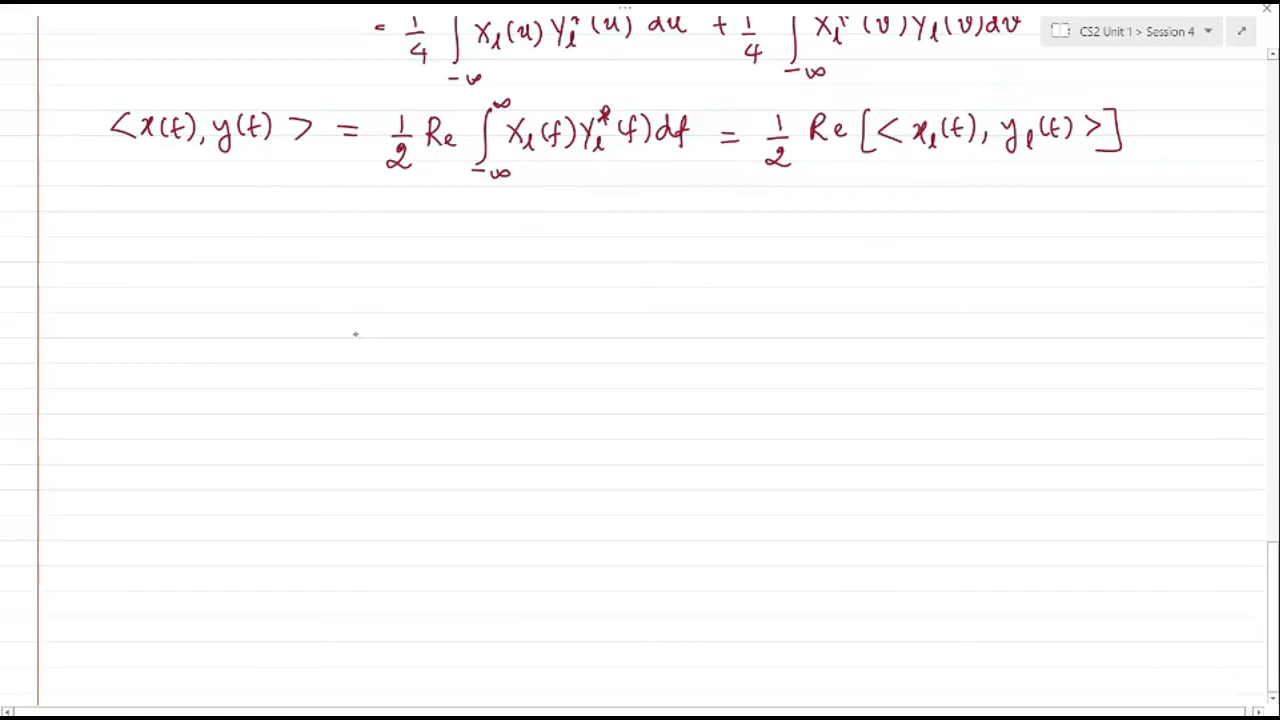 = 1/4 ∫_{-∞} X_l(u) Y_l^*(u) du + 1/4 ∫_{-∞} X_l^*(v) Y_l(v) dv
CS2 Unit 1 > Session 4
<x(t), y(t)> = 1/2 Re ∫_{-∞}^{∞} X_l(f) Y_l^*(f) df = 1/2 Re [<x_l(t), y_l(t)>]